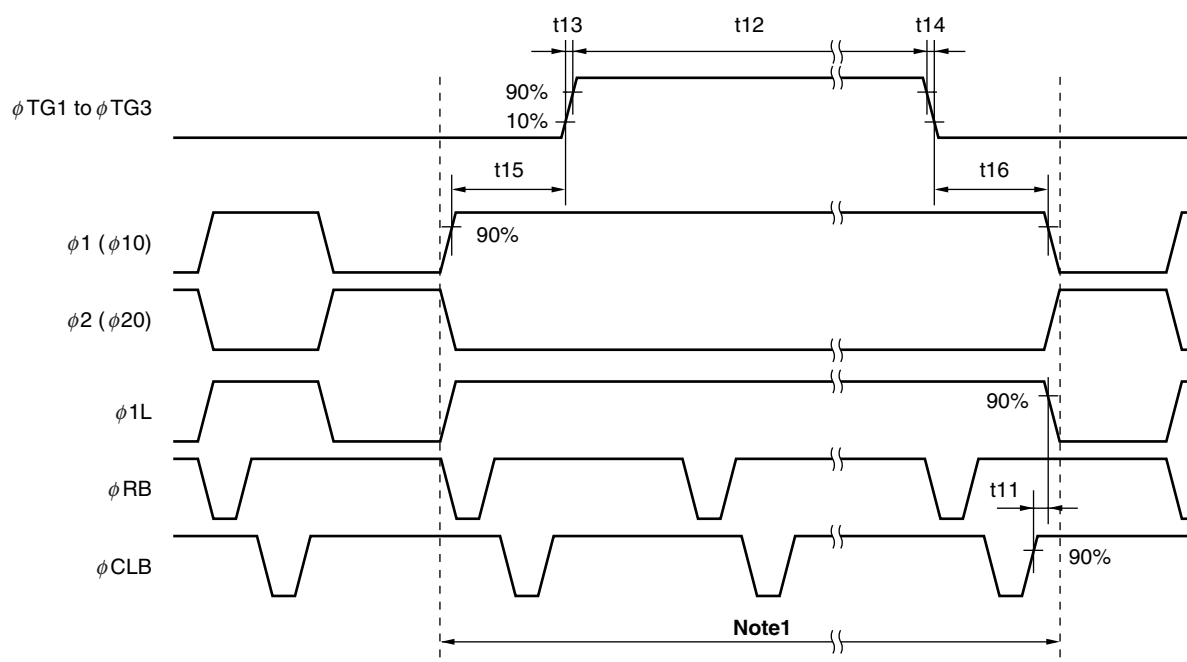 t13 t12 t14
φTG1 to φTG3
90%
10%
t15 t16
φ1 (φ10)
90%
φ2 (φ20)
φ1L
90%
φRB
t11
φCLB
90%
Note1